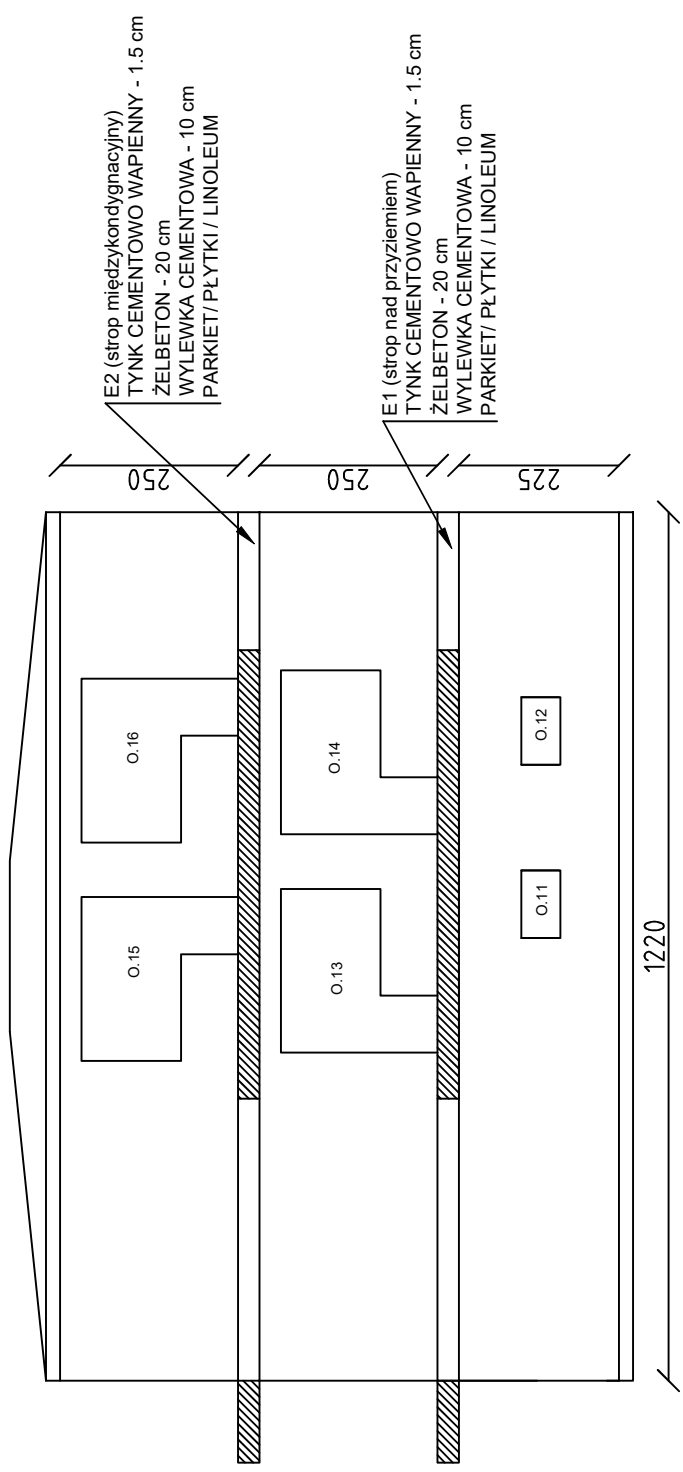 E2 (strop międzykondygnacyjny)
TYNK CEMENTOWO WAPIENNY - 1.5 cm
ŻELBETON - 20 cm
WYLEWKA CEMENTOWA - 10 cm
PARKIET/ PŁYTKI / LINOLEUM
E1 (strop nad przyziemiem)
TYNK CEMENTOWO WAPIENNY - 1.5 cm
ŻELBETON - 20 cm
WYLEWKA CEMENTOWA - 10 cm
PARKIET/ PŁYTKI / LINOLEUM
250
250
225
O.15
O.16
O.13
O.14
O.11
O.12
1220